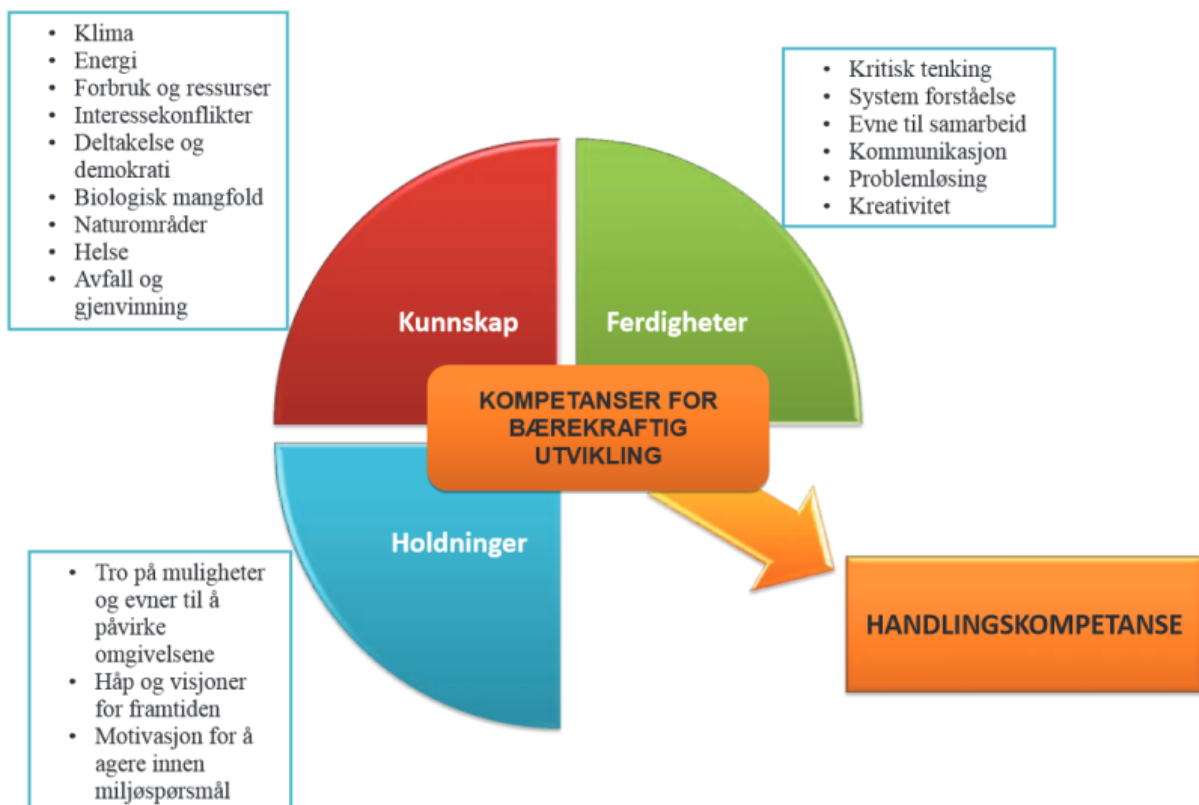 • Klima
• Energi
• Forbruk og ressurser
• Interessekonflikter
• Deltakelse og
demokrati
• Biologisk mangfold
• Naturområder
• Helse
• Avfall og
gjenvinning
• Kritisk tenking
• System forståelse
• Evne til samarbeid
• Kommunikasjon
• Problemløsing
• Kreativitet
Kunnskap
Ferdigheter
KOMPETANSER FOR
BÆREKRAFTIG
UTVIKLING
Holdninger
• Tro på muligheter
og evner til å
påvirke
omgivelsene
• Håp og visjoner
for framtiden
• Motivasjon for å
agere innen
miljøspørsmål
HANDLINGSKOMPETANSE